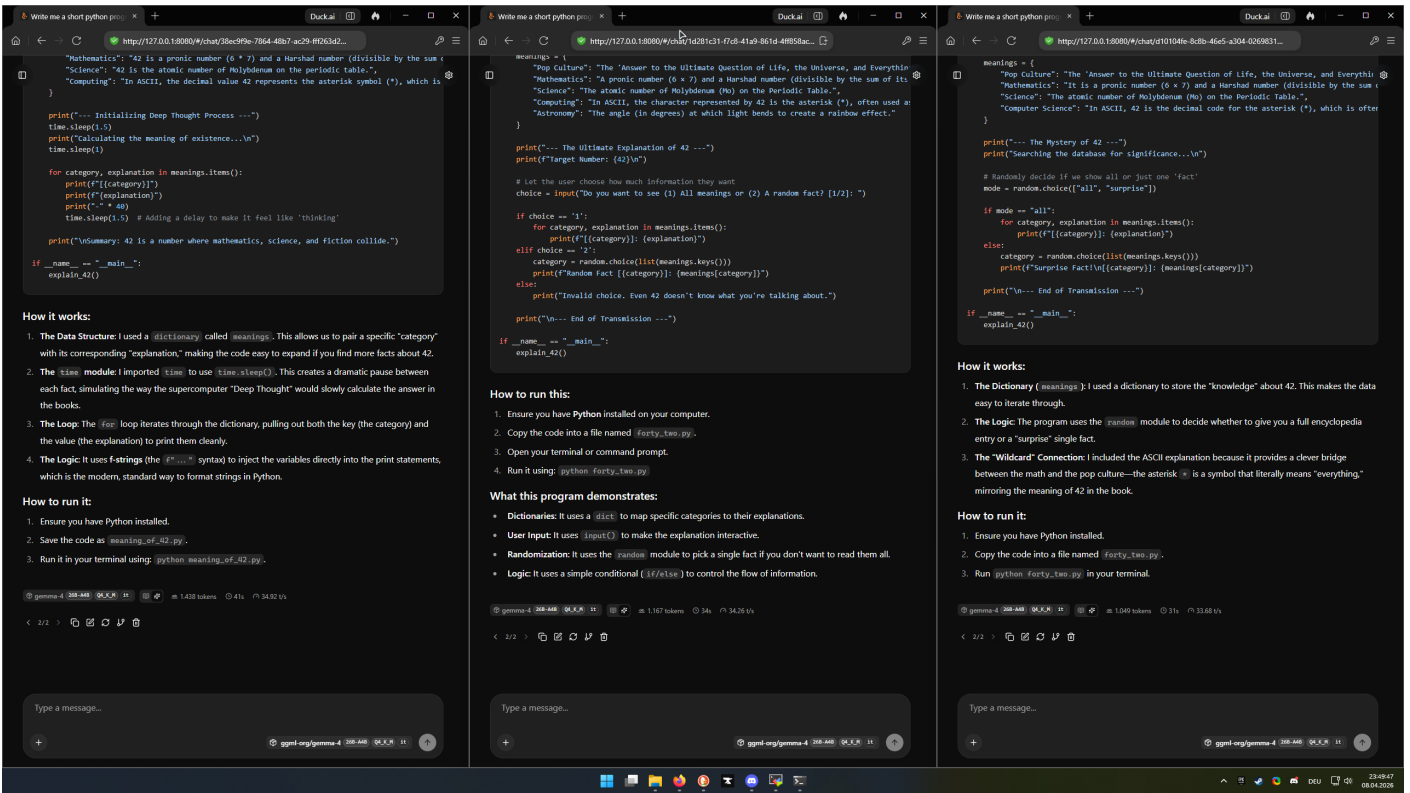 Write me a short python prog
Duck.ai
http://127.0.0.1:8080/#/chat/38ec9f9e-7864-48b7-ac29-fff263d2...
"Mathematics": "42 is a pronic number (6 * 7) and a Harshad number (divisible by the sum o
"Science": "42 is the atomic number of Molybdenum on the periodic table.",
"Computing": "In ASCII, the decimal value 42 represents the asterisk symbol (*), which is
}
print("--- Initializing Deep Thought Process ---")
time.sleep(1.5)
print("Calculating the meaning of existence...\n")
time.sleep(1)
for category, explanation in meanings.items():
print(f"[{category}]")
print(f"{explanation}")
print("-" * 40)
time.sleep(1.5)  # Adding a delay to make it feel like 'thinking'
print("\nSummary: 42 is a number where mathematics, science, and fiction collide.")
if __name__ == "__main__":
explain_42()
How it works:
1. The Data Structure: I used a dictionary called meanings. This allows us to pair a specific "category"
with its corresponding "explanation," making the code easy to expand if you find more facts about 42.
2. The time module: I imported time to use time.sleep(). This creates a dramatic pause between
each fact, simulating the way the supercomputer "Deep Thought" would slowly calculate the answer in
the books.
3. The Loop: The for loop iterates through the dictionary, pulling out both the key (the category) and
the value (the explanation) to print them cleanly.
4. The Logic: It uses f-strings (the f"..." syntax) to inject the variables directly into the print statements,
which is the modern, standard way to format strings in Python.
How to run it:
1. Ensure you have Python installed.
2. Save the code as meaning_of_42.py.
3. Run it in your terminal using: python meaning_of_42.py.
gemma-4 26B-A4B Q4_K_M it 1.438 tokens 41s 34.92 t/s
2/2
Type a message...
ggml-org/gemma-4 26B-A4B Q4_K_M it
Write me a short python prog
Duck.ai
http://127.0.0.1:8080/#/chat/1d281c31-f7c8-41a9-861d-4ff858ac...
meanings = {
"Pop Culture": "The 'Answer to the Ultimate Question of Life, the Universe, and Everythin
"Mathematics": "A pronic number (6 × 7) and a Harshad number (divisible by the sum of its
"Science": "The atomic number of Molybdenum (Mo) on the Periodic Table.",
"Computing": "In ASCII, the character represented by 42 is the asterisk (*), often used as
"Astronomy": "The angle (in degrees) at which light bends to create a rainbow effect."
}
print("--- The Ultimate Explanation of 42 ---")
print(f"Target Number: {42}\n")
# Let the user choose how much information they want
choice = input("Do you want to see (1) All meanings or (2) A random fact? [1/2]: ")
if choice == '1':
for category, explanation in meanings.items():
print(f"[{category}]: {explanation}")
elif choice == '2':
category = random.choice(list(meanings.keys()))
print(f"Random Fact [{category}]: {meanings[category]}")
else:
print("Invalid choice. Even 42 doesn't know what you're talking about.")
print("\n--- End of Transmission ---")
if __name__ == "__main__":
explain_42()
How to run this:
1. Ensure you have Python installed on your computer.
2. Copy the code into a file named forty_two.py.
3. Open your terminal or command prompt.
4. Run it using: python forty_two.py
What this program demonstrates:
• Dictionaries: It uses a dict to map specific categories to their explanations.
• User Input: It uses input() to make the explanation interactive.
• Randomization: It uses the random module to pick a single fact if you don't want to read them all.
• Logic: It uses a simple conditional (if/else) to control the flow of information.
gemma-4 26B-A4B Q4_K_M it 1.167 tokens 34s 34.26 t/s
2/2
Type a message...
ggml-org/gemma-4 26B-A4B Q4_K_M it
Write me a short python prog
Duck.ai
http://127.0.0.1:8080/#/chat/d10104fe-8c8b-46e5-a304-0269831...
meanings = {
"Pop Culture": "The 'Answer to the Ultimate Question of Life, the Universe, and Everythin
"Mathematics": "It is a pronic number (6 × 7) and a Harshad number (divisible by the sum o
"Science": "The atomic number of Molybdenum (Mo) on the Periodic Table.",
"Computer Science": "In ASCII, 42 is the decimal code for the asterisk (*), which is often
}
print("--- The Mystery of 42 ---")
print("Searching the database for significance...\n")
# Randomly decide if we show all or just one 'fact'
mode = random.choice(["all", "surprise"])
if mode == "all":
for category, explanation in meanings.items():
print(f"[{category}]: {explanation}")
else:
category = random.choice(list(meanings.keys()))
print(f"Surprise Fact!\n[{category}]: {meanings[category]}")
print("\n--- End of Transmission ---")
if __name__ == "__main__":
explain_42()
How it works:
1. The Dictionary (meanings): I used a dictionary to store the "knowledge" about 42. This makes the data
easy to iterate through.
2. The Logic: The program uses the random module to decide whether to give you a full encyclopedia
entry or a "surprise" single fact.
3. The "Wildcard" Connection: I included the ASCII explanation because it provides a clever bridge
between the math and the pop culture—the asterisk * is a symbol that literally means "everything,"
mirroring the meaning of 42 in the book.
How to run it:
1. Ensure you have Python installed.
2. Copy the code into a file named forty_two.py.
3. Run python forty_two.py in your terminal.
gemma-4 26B-A4B Q4_K_M it 1.049 tokens 31s 33.68 t/s
2/2
Type a message...
ggml-org/gemma-4 26B-A4B Q4_K_M it
DEU
23:49:47
08.04.2026